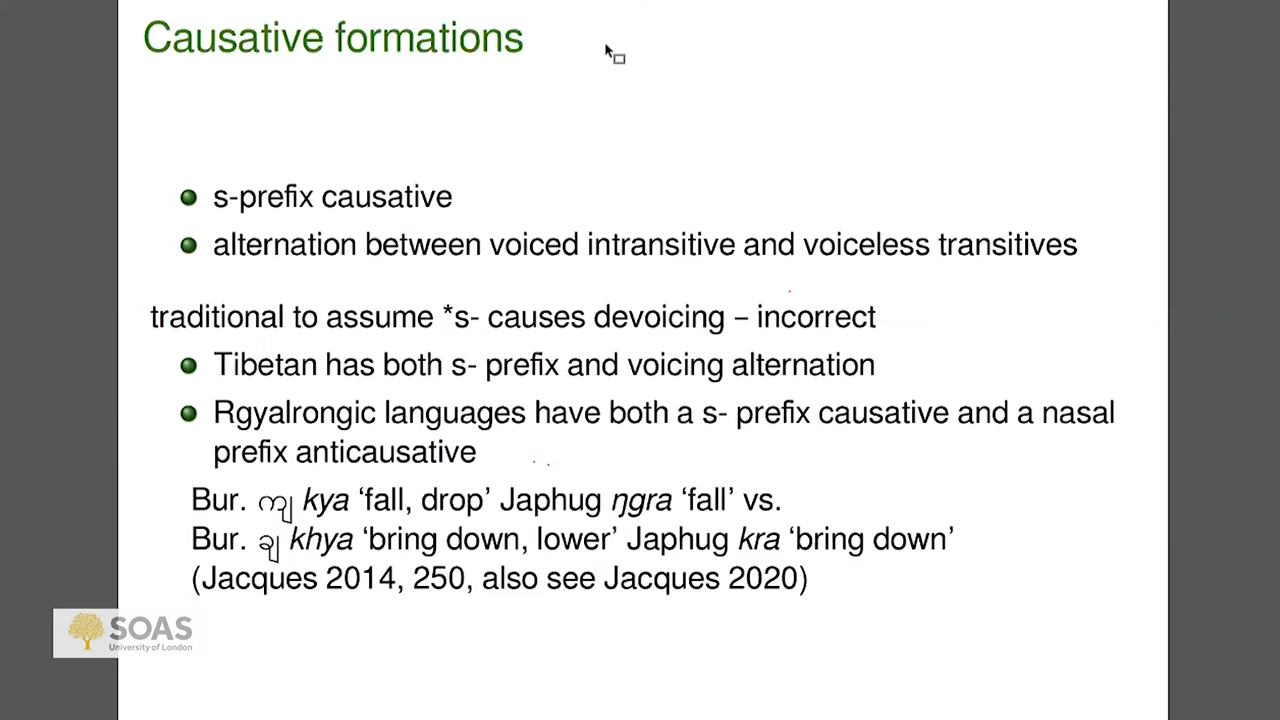 Causative formations
s-prefix causative
alternation between voiced intransitive and voiceless transitives
traditional to assume *s- causes devoicing – incorrect
Tibetan has both s- prefix and voicing alternation
Rgyalrongic languages have both a s- prefix causative and a nasal
prefix anticausative
Bur. ကျ kya ‘fall, drop’ Japhug ŋgra ‘fall’ vs.
Bur. ချ khya ‘bring down, lower’ Japhug kra ‘bring down’
(Jacques 2014, 250, also see Jacques 2020)
SOAS
University of London